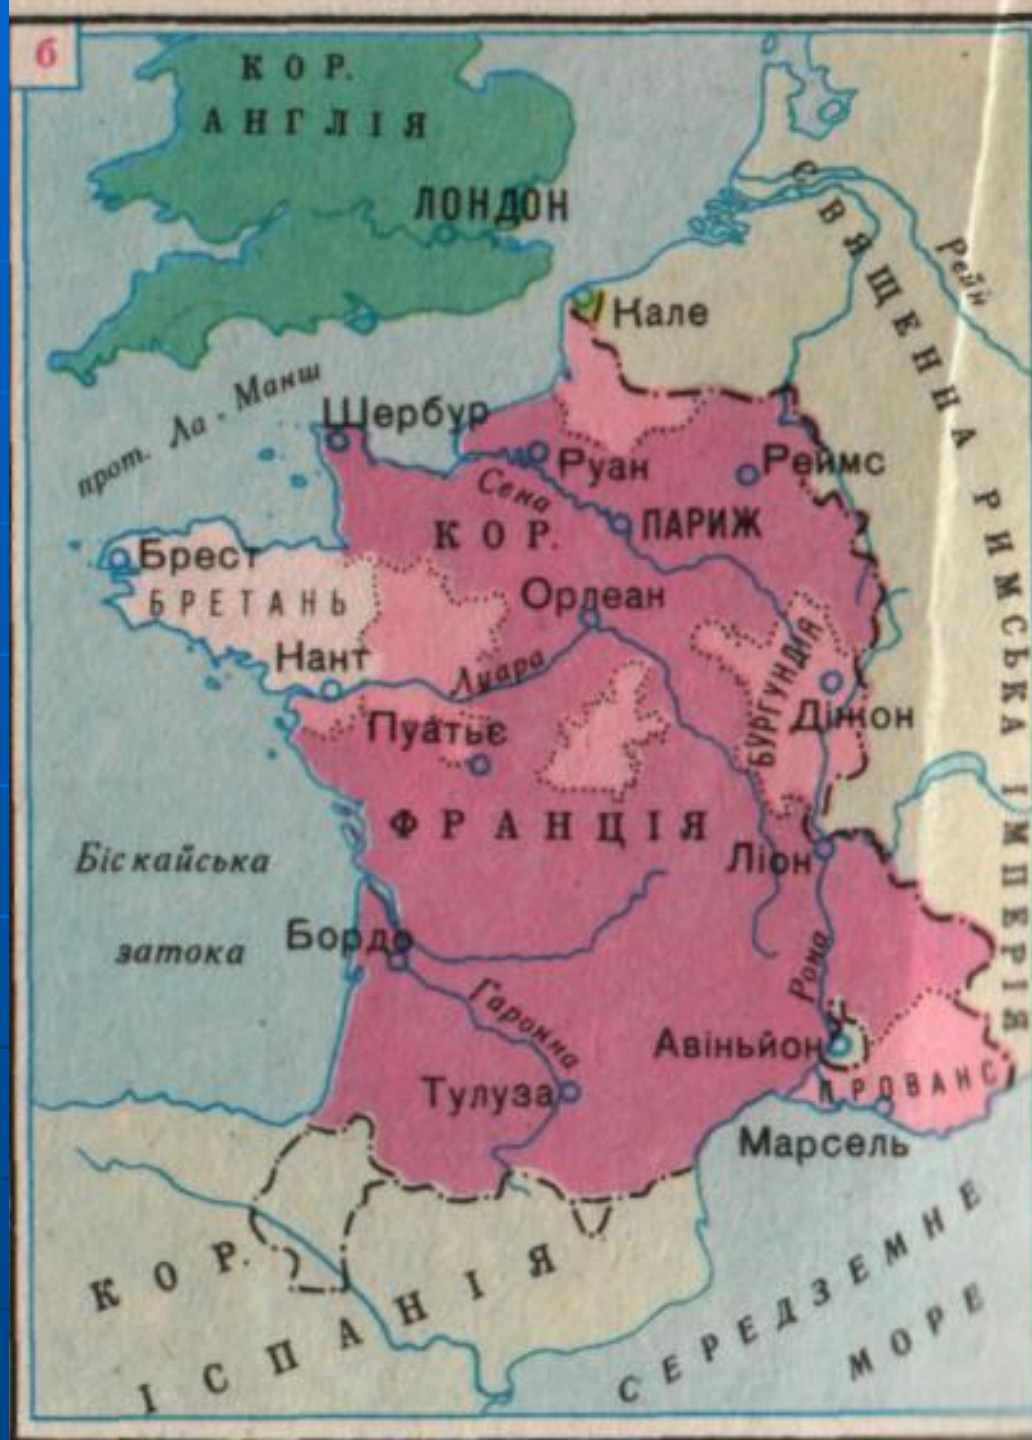 б
КОР.
АНГЛІЯ
ЛОНДОН
Кале
СВЯЩЕННА РИМСЬКА ІМПЕРІЯ
Рейн
прот. Ла-Манш
Шербур
Руан
Реймс
Сена
ПАРИЖ
КОР.
Брест
БРЕТАНЬ
Орлеан
Нант
Луара
БУРГУНДІЯ
Діжон
Пуатьє
ФРАНЦІЯ
Ліон
Біскайська
затока
Бордо
Гаронна
Рона
Авіньйон
Тулуза
ПРОВАНС
Марсель
КОР.
ІСПАНІЯ
СЕРЕДЗЕМНЕ
МОРЕ